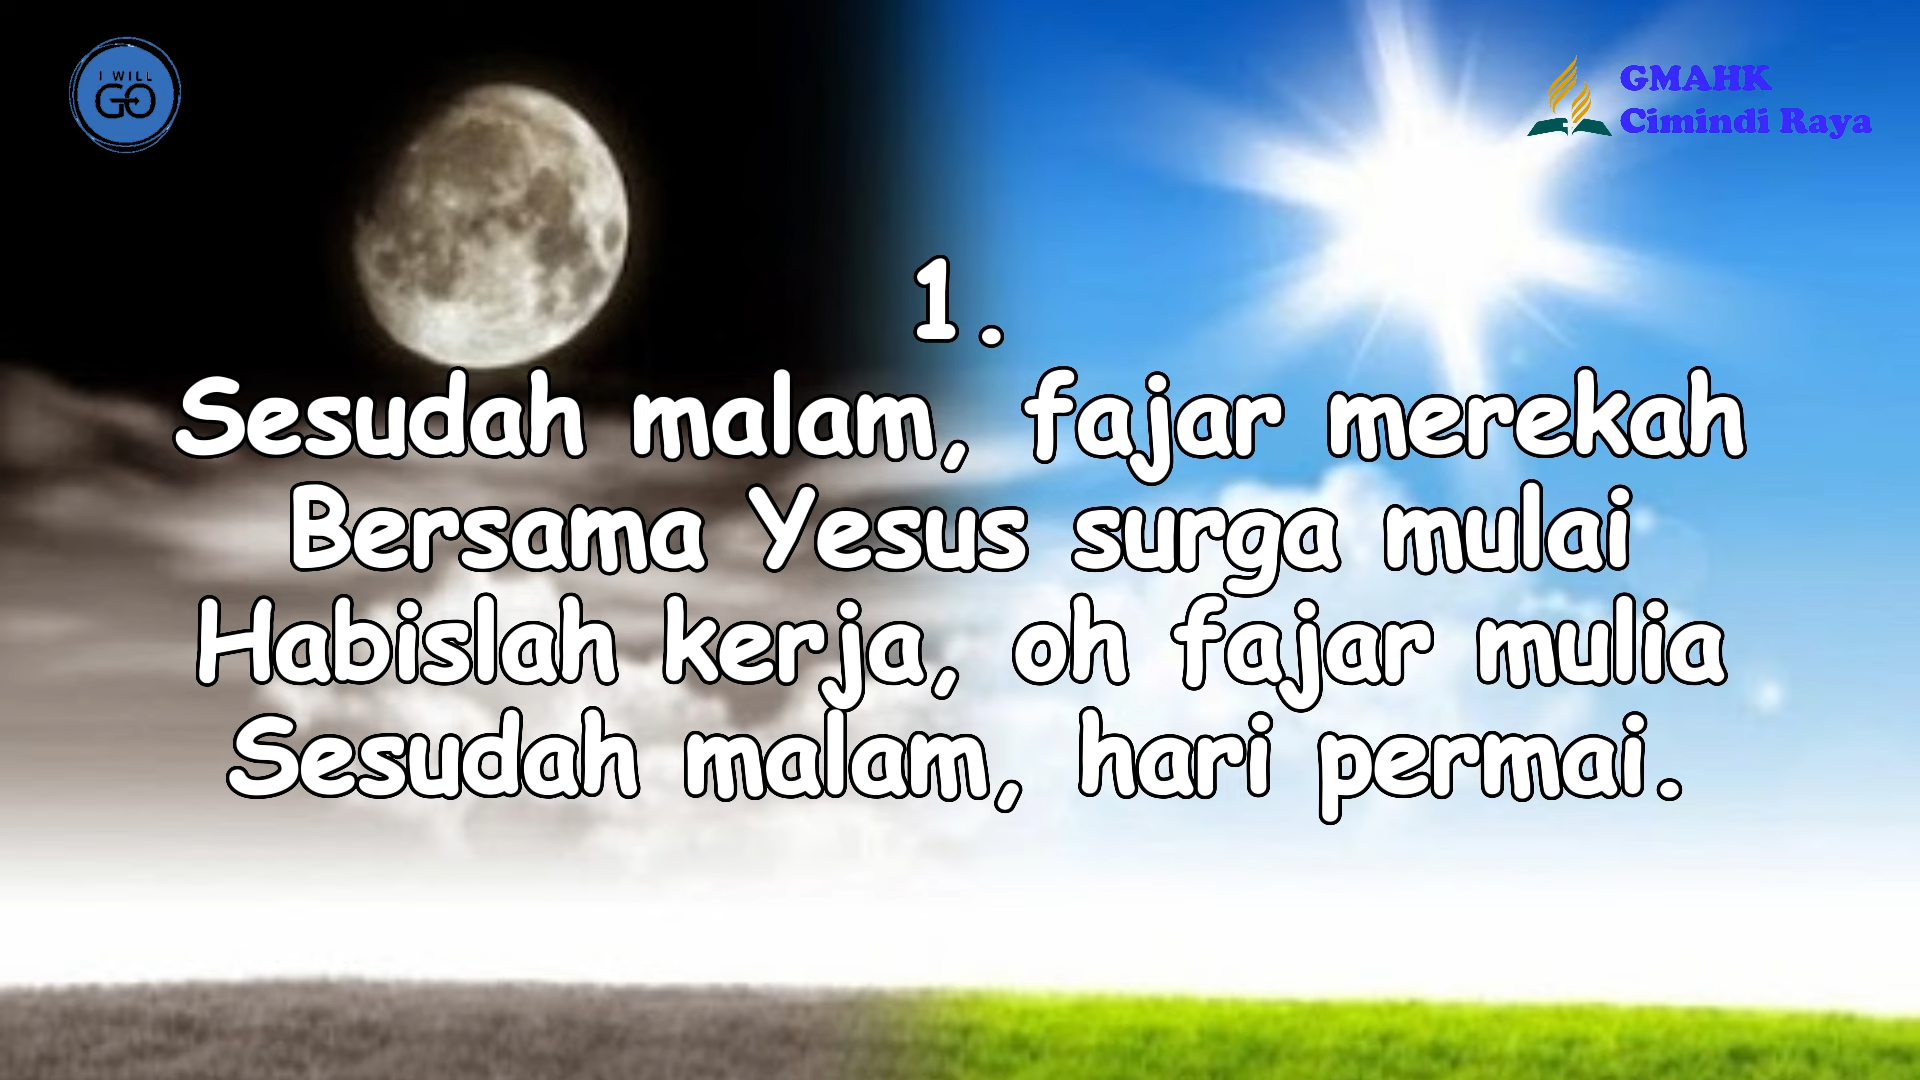 I WILL
GO
GMAHK
Cimindi Raya
1.
Sesudah malam, fajar merekah
Bersama Yesus surga mulai
Habislah kerja, oh fajar mulia
Sesudah malam, hari permai.